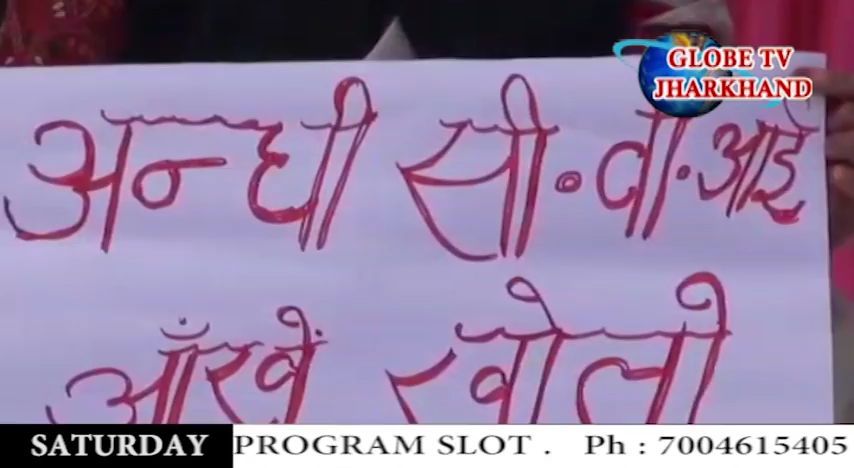 GLOBE TV
JHARKHAND
अन्धी सी॰वी.आई
आँखें खोलो
SATURDAY PROGRAM SLOT . Ph : 7004615405